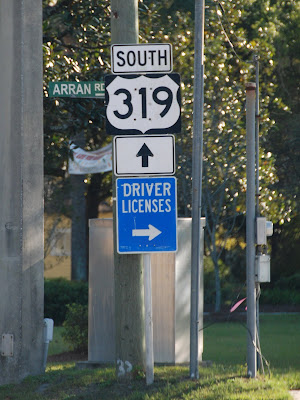 SOUTH
ARRAN RD
319
DRIVER
LICENSES